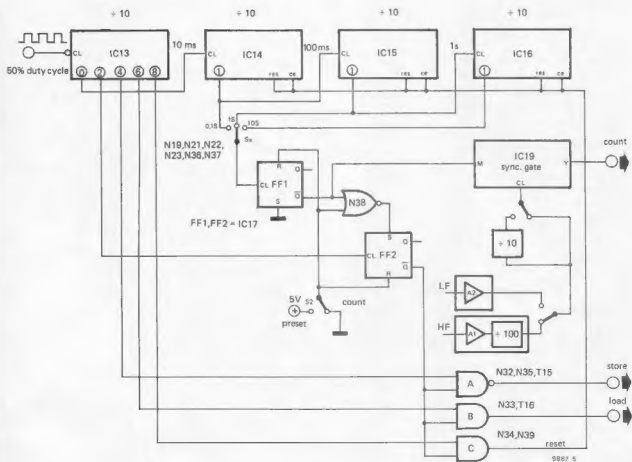 ÷ 10
÷ 10
÷ 10
÷ 10
50% duty cycle
CL
IC13
0
2
4
6
8
10 ms
CL
IC14
1
res
ce
100ms
CL
IC15
1
res
ce
1s
CL
IC16
1
res
ce
0,1S
1S
10S
Sx
N19,N21,N22,
N23,N36,N37
R
CL
FF1
Q
Q
S
FF1,FF2 = IC17
N38
S
CL
FF2
Q
Q
R
M
IC19
sync. gate
Y
CL
count
÷ 10
LF
A2
HF
A1
÷ 100
5V
S2
preset
count
A
N32,N35,T15
store
B
N33,T16
load
C
N34,N39
reset
9887 5